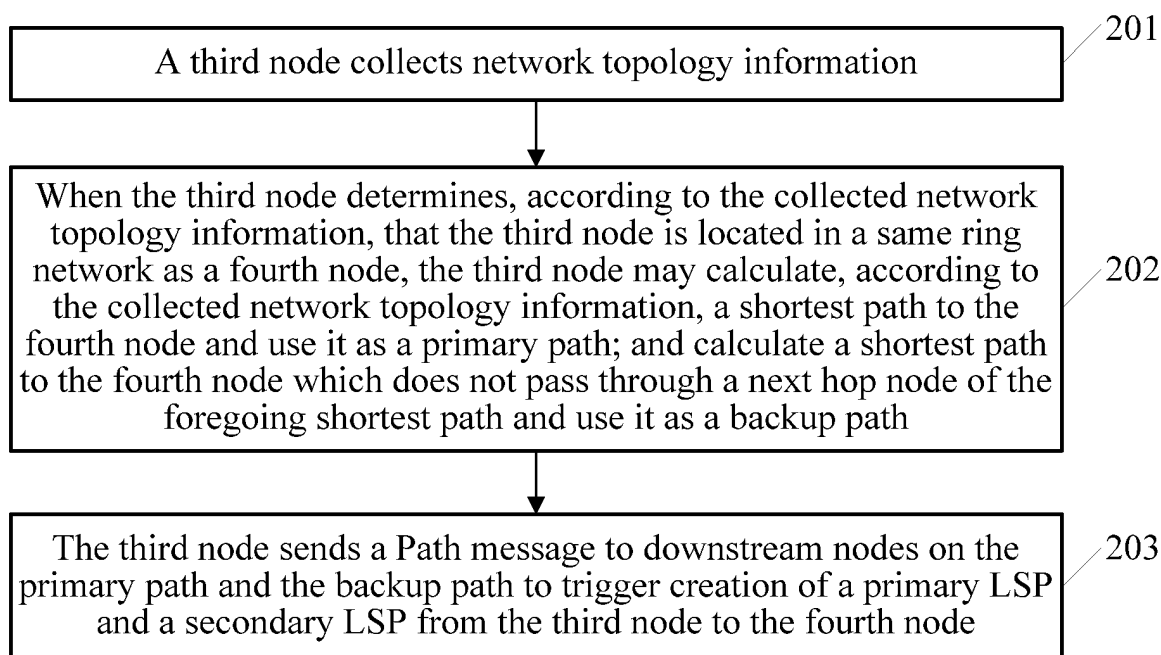 201
A third node collects network topology information
When the third node determines, according to the collected network
topology information, that the third node is located in a same ring
network as a fourth node, the third node may calculate, according to
the collected network topology information, a shortest path to the
fourth node and use it as a primary path; and calculate a shortest path
to the fourth node which does not pass through a next hop node of the
foregoing shortest path and use it as a backup path
202
The third node sends a Path message to downstream nodes on the
primary path and the backup path to trigger creation of a primary LSP
and a secondary LSP from the third node to the fourth node
203